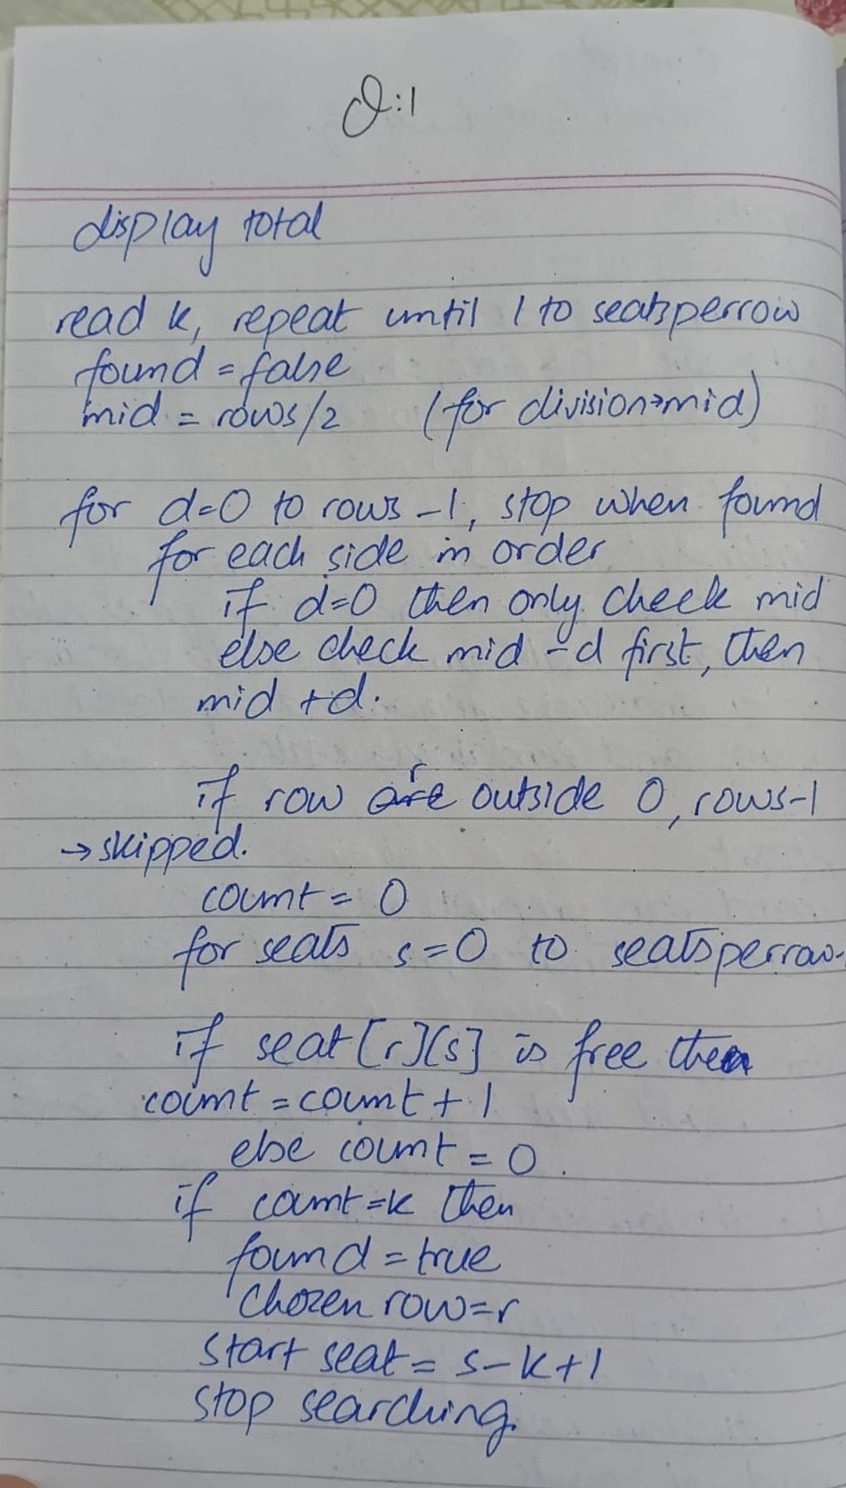 Q:1
display total
read k, repeat until 1 to seatsperrow
found = false
mid = rows/2 (for division→mid)
for d=0 to rows -1, stop when found
for each side in order
if d=0 then only check mid
else check mid -d first, then
mid +d.
if row r outside 0, rows-1
→ skipped.
count = 0
for seats s=0 to seatsperrow-
if seat[r][s] is free then
count = count + 1
else count = 0.
if count=k then
found = true
chozen row=r
start seat = s-k+1
stop searching.